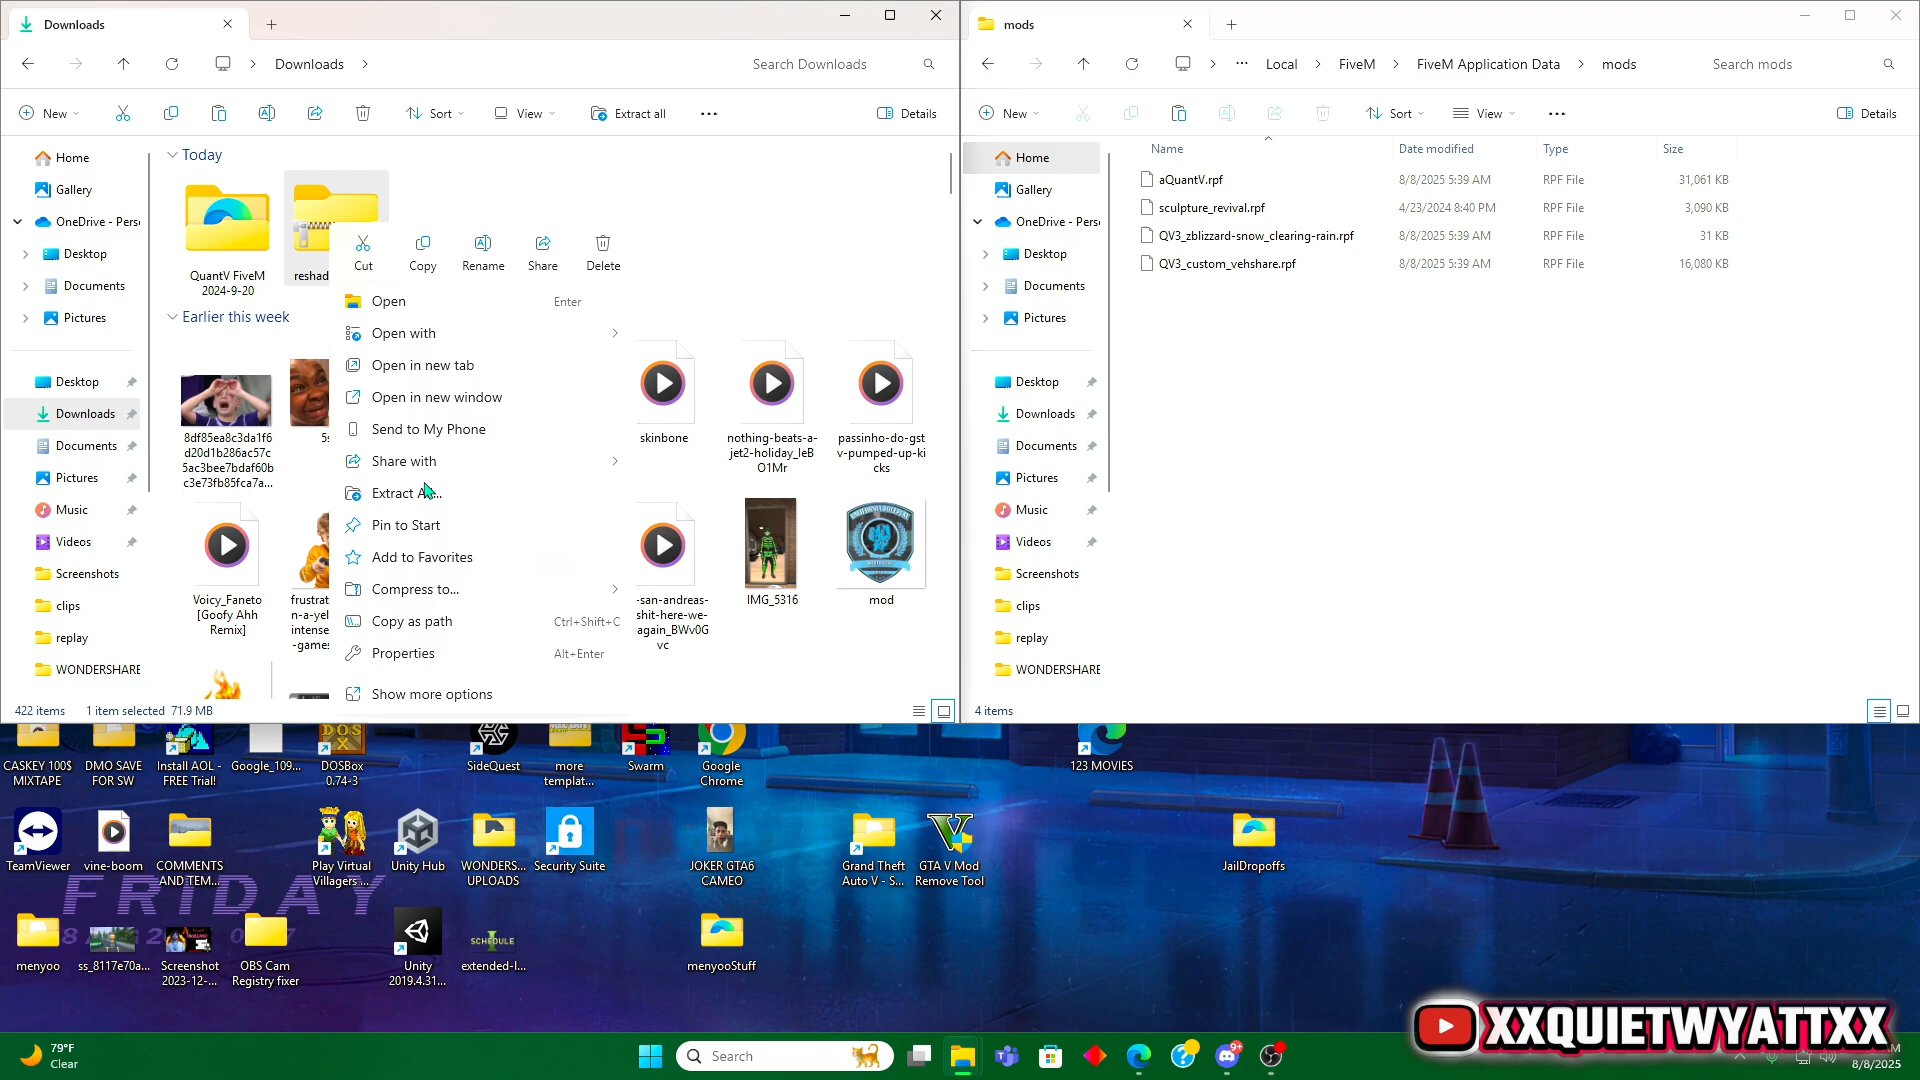 Downloads
mods
Downloads
Search Downloads
Local
FiveM
FiveM Application Data
mods
Search mods
New
Sort
View
Extract all
Details
New
Sort
View
Details
Home
Gallery
OneDrive - Pers
Desktop
Documents
Pictures
Desktop
Downloads
Documents
Pictures
Music
Videos
Screenshots
clips
replay
WONDERSHARE
Today
QuantV FiveM
2024-9-20
reshad
Earlier this week
8df85ea8c3da1f6
d20d1b286ac57c
5ac3bee7bdaf60b
c3e73fb85fca7a...
skinbone
nothing-beats-a-
jet2-holiday_leB
O1Mr
passinho-do-gst
v-pumped-up-ki
cks
Voicy_Faneto
[Goofy Ahh
Remix]
frustrat
n-a-yel
intense
-games
-san-andreas-
shit-here-we-
again_BWv0G
vc
IMG_5316
mod
Cut
Copy
Rename
Share
Delete
Open
Enter
Open with
Open in new tab
Open in new window
Send to My Phone
Share with
Extract A...
Pin to Start
Add to Favorites
Compress to...
Copy as path
Ctrl+Shift+C
Properties
Alt+Enter
Show more options
422 items
1 item selected 71.9 MB
Home
Gallery
OneDrive - Pers
Desktop
Documents
Pictures
Desktop
Downloads
Documents
Pictures
Music
Videos
Screenshots
clips
replay
WONDERSHARE
Name
Date modified
Type
Size
aQuantV.rpf
8/8/2025 5:39 AM
RPF File
31,061 KB
sculpture_revival.rpf
4/23/2024 8:40 PM
RPF File
3,090 KB
QV3_zblizzard-snow_clearing-rain.rpf
8/8/2025 5:39 AM
RPF File
31 KB
QV3_custom_vehshare.rpf
8/8/2025 5:39 AM
RPF File
16,080 KB
4 items
CASKEY 100$
MIXTAPE
DMO SAVE
FOR SW
Install AOL -
FREE Trial!
Google_109...
DOSBox
0.74-3
SideQuest
more
templat...
Swarm
Google
Chrome
123 MOVIES
TeamViewer
vine-boom
COMMENTS
AND TEM...
Play Virtual
Villagers ...
Unity Hub
WONDERS...
UPLOADS
Security Suite
JOKER GTA6
CAMEO
Grand Theft
Auto V - S...
GTA V Mod
Remove Tool
JailDropoffs
FRIDAY
menyoo
ss_8117e70a...
Screenshot
2023-12-...
OBS Cam
Registry fixer
Unity
2019.4.31...
SCHEDULE
I
extended-l...
menyooStuff
XXQUIETWYATTXX
79°F
Clear
Search
9+
8/8/2025